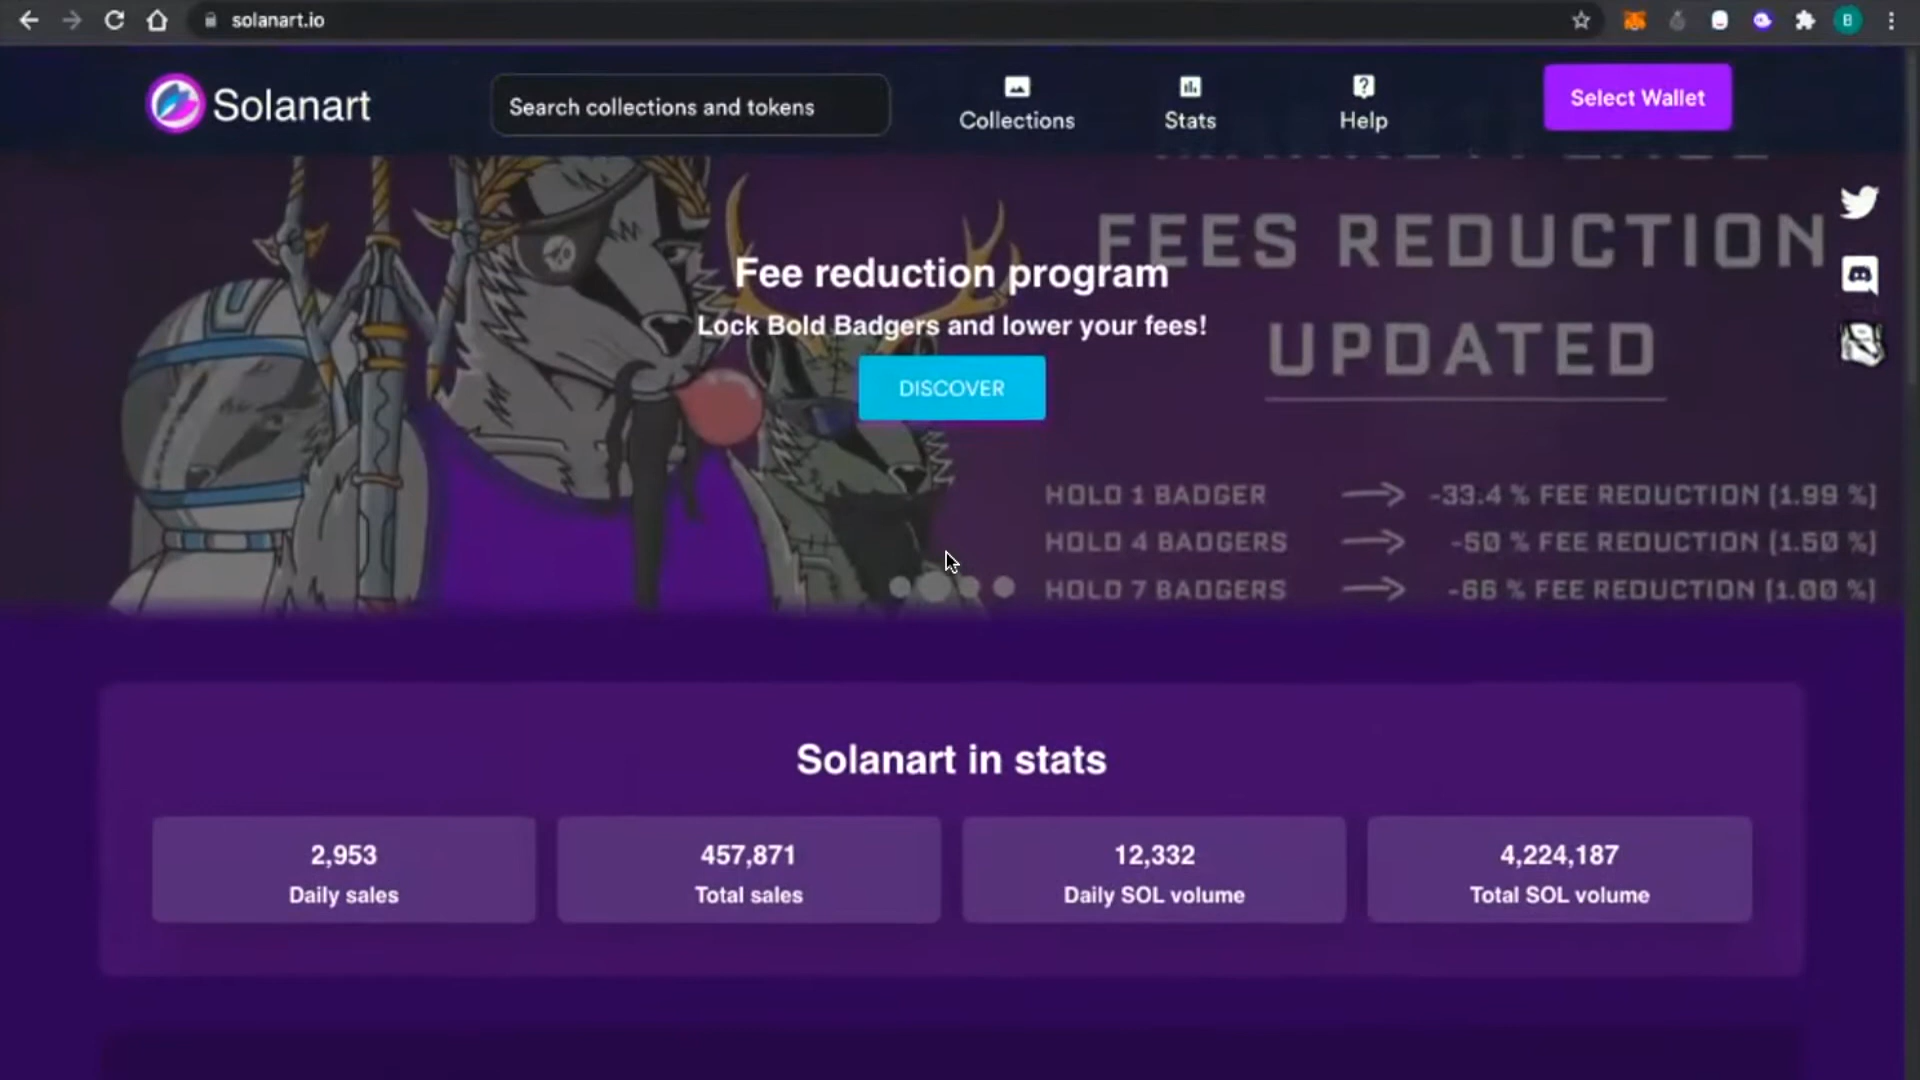 solanart.io
B
Solanart
Search collections and tokens
Collections
Stats
Help
Select Wallet
FEES REDUCTION
UPDATED
Fee reduction program
Lock Bold Badgers and lower your fees!
DISCOVER
HOLD 1 BADGER -33.4 % FEE REDUCTION [1.99 %]
HOLD 4 BADGERS -50 % FEE REDUCTION [1.50 %]
HOLD 7 BADGERS -66 % FEE REDUCTION [1.00 %]
Solanart in stats
2,953
Daily sales
457,871
Total sales
12,332
Daily SOL volume
4,224,187
Total SOL volume